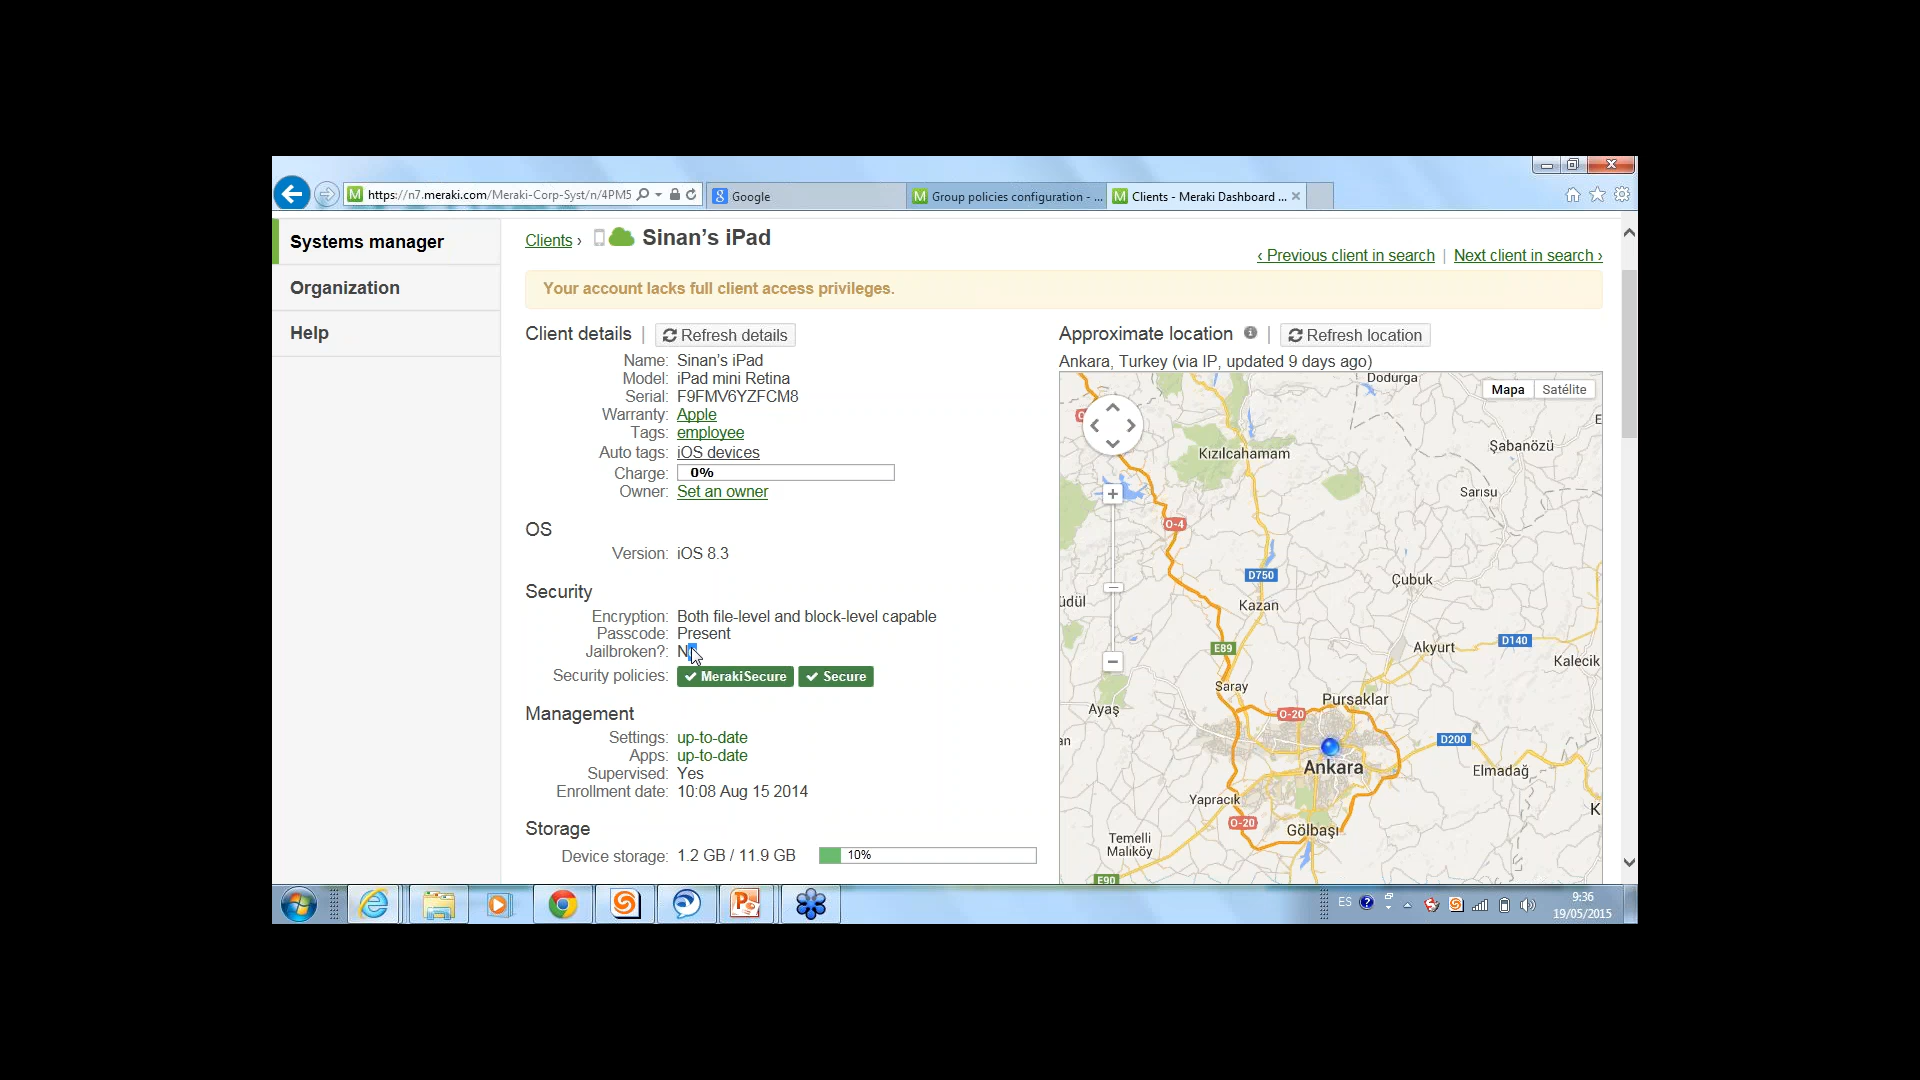 https://n7.meraki.com/Meraki-Corp-Syst/n/4PM5
Google
Group policies configuration - ...
Clients - Meraki Dashboard ...
Systems manager
Organization
Help
Clients ›
Sinan's iPad
‹ Previous client in search | Next client in search ›
Your account lacks full client access privileges.
Client details | Refresh details
Name: Sinan's iPad
Model: iPad mini Retina
Serial: F9FMV6YZFCM8
Warranty: Apple
Tags: employee
Auto tags: iOS devices
Charge: 0%
Owner: Set an owner
OS
Version: iOS 8.3
Security
Encryption: Both file-level and block-level capable
Passcode: Present
Jailbroken?:
Security policies: MerakiSecure Secure
Management
Settings: up-to-date
Apps: up-to-date
Supervised: Yes
Enrollment date: 10:08 Aug 15 2014
Storage
Device storage: 1.2 GB / 11.9 GB 10%
Approximate location | Refresh location
Ankara, Turkey (via IP, updated 9 days ago)
Mapa Satélite
Dodurga
Şabanözü
Kızılcahamam
Sarısu
O-4
D750
Çubuk
Kazan
E89
D140
Akyurt
Kalecik
Saray
Pursaklar
Ayaş
O-20
D200
Ankara
Elmadağ
Yapracık
O-20
Gölbaşı
Temelli
Malıköy
E90
ES
9:36
19/05/2015